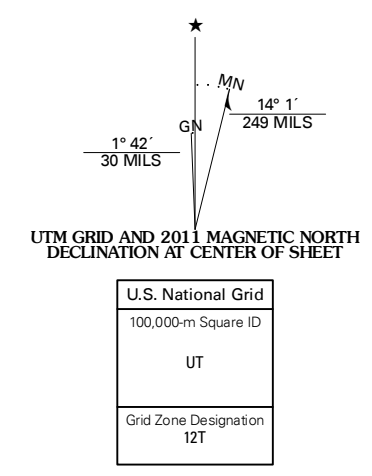 ★
MN
GN
14° 1´
249 MILS
1° 42´
30 MILS
UTM GRID AND 2011 MAGNETIC NORTH
DECLINATION AT CENTER OF SHEET
U.S. National Grid
100,000-m Square ID
UT
Grid Zone Designation
12T